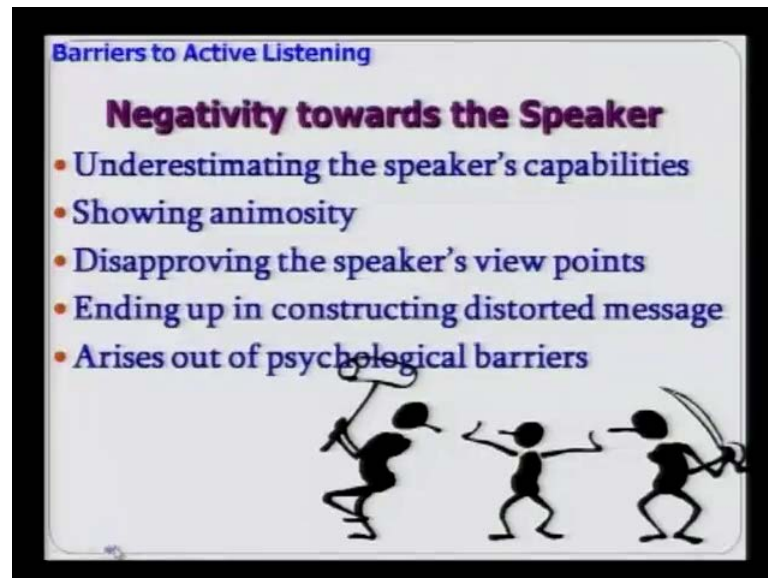 Barriers to Active Listening
Negativity towards the Speaker
• Underestimating the speaker's capabilities
• Showing animosity
• Disapproving the speaker's view points
• Ending up in constructing distorted message
• Arises out of psychological barriers